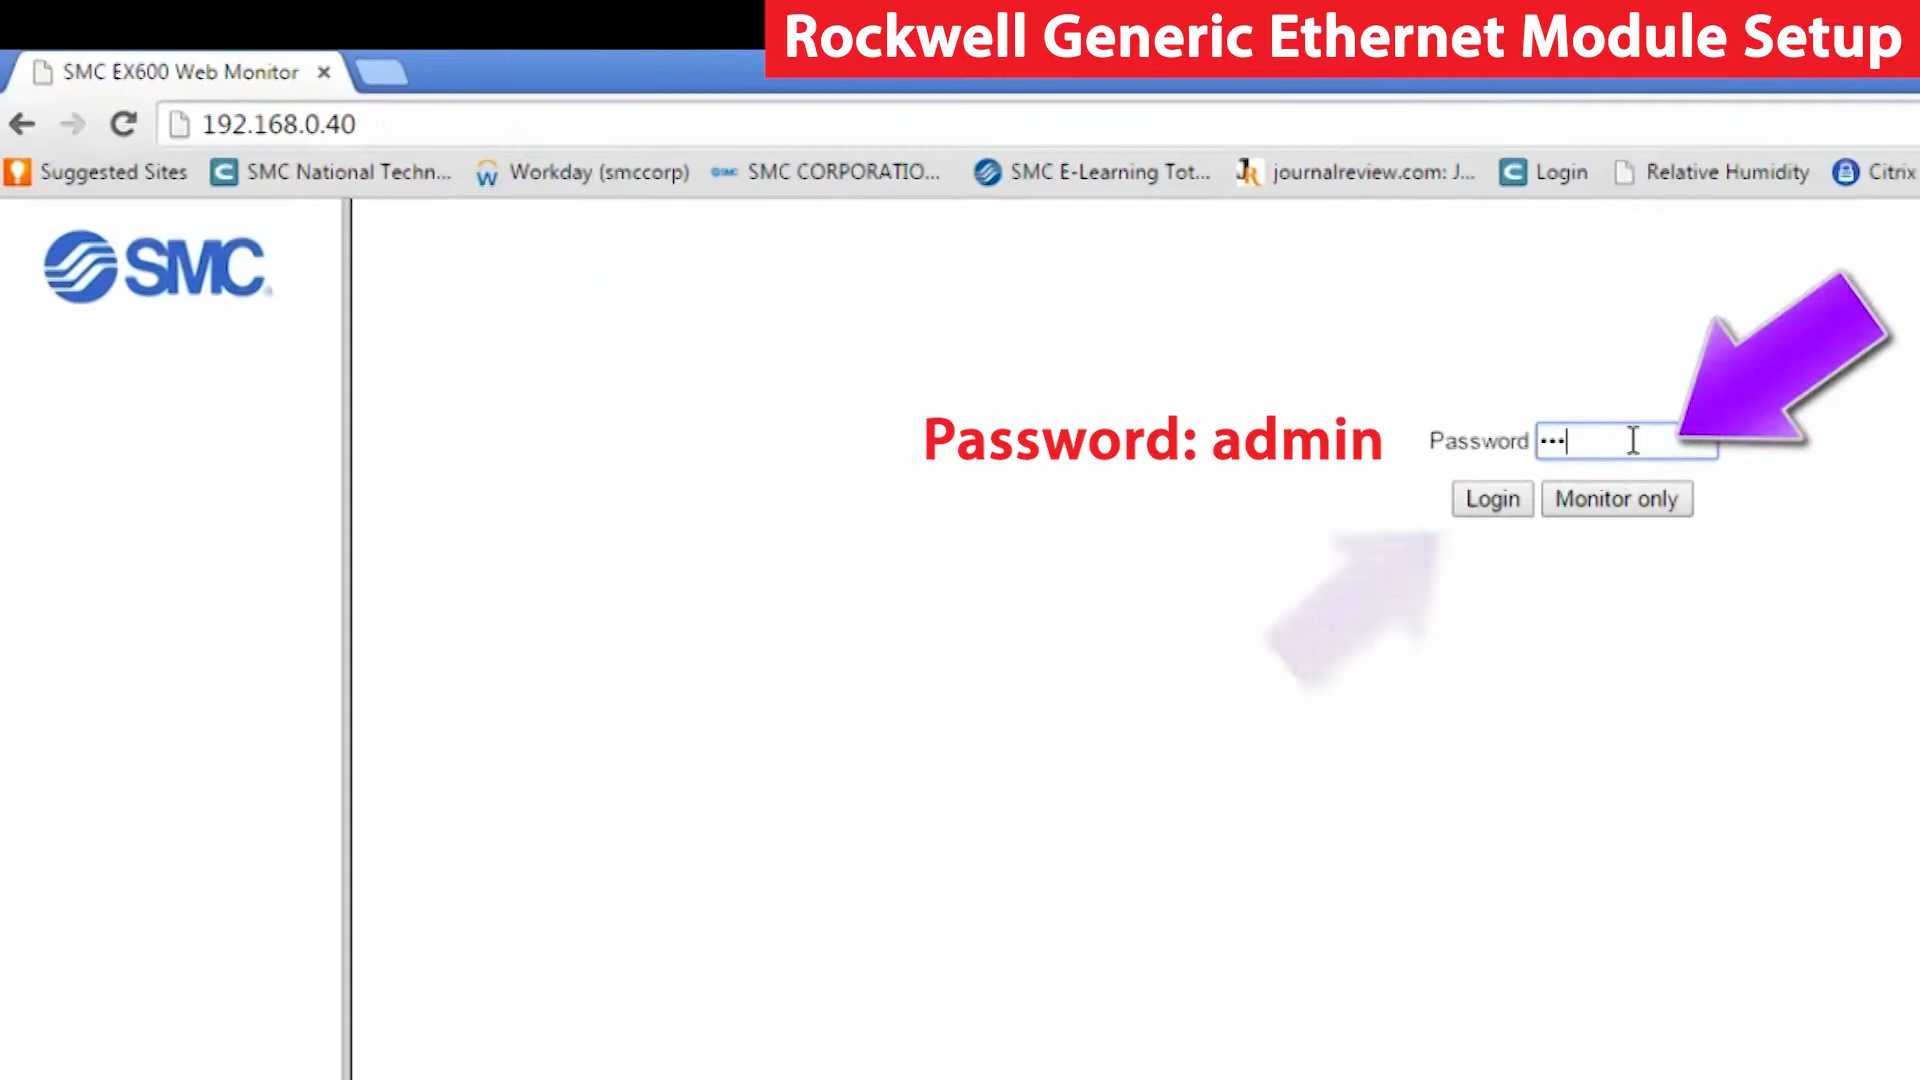 Rockwell Generic Ethernet Module Setup
SMC EX600 Web Monitor
192.168.0.40
Suggested Sites SMC National Techn... Workday (smccorp) SMC CORPORATIO... SMC E-Learning Tot... journalreview.com: J... Login Relative Humidity Citrix
SMC
Password: admin Password •••
Login Monitor only